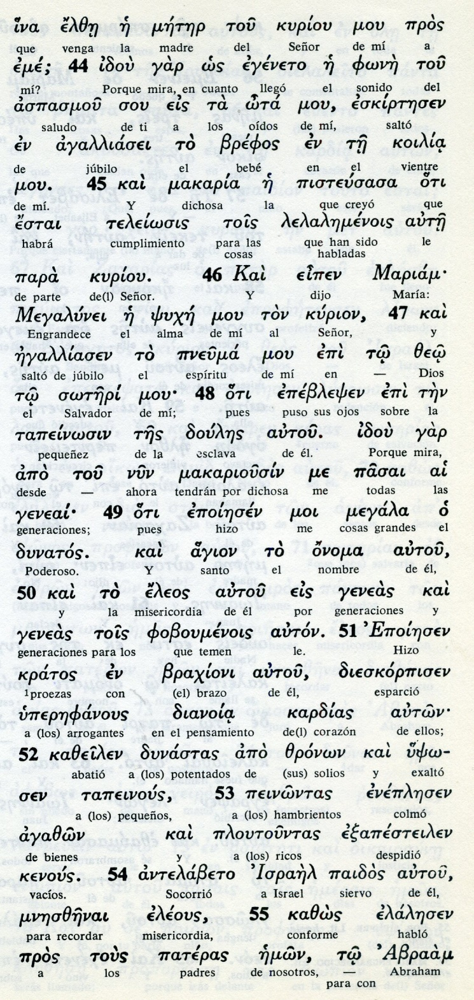 ἵνα ἔλθῃ ἡ μήτηρ τοῦ κυρίου μου πρὸς
que venga la madre del Señor de mí a
ἐμέ; 44 ἰδοὺ γὰρ ὡς ἐγένετο ἡ φωνὴ τοῦ
mí? Porque mira, en cuanto llegó el sonido del
ἀσπασμοῦ σου εἰς τὰ ὦτά μου, ἐσκίρτησεν
saludo de ti a los oídos de mí, saltó
ἐν ἀγαλλιάσει τὸ βρέφος ἐν τῇ κοιλίᾳ
de júbilo el bebé en el vientre
μου. 45 καὶ μακαρία ἡ πιστεύσασα ὅτι
de mí. Y dichosa la que creyó que
ἔσται τελείωσις τοῖς λελαλημένοις αὐτῇ
habrá cumplimiento para las que han sido le
cosas habladas
παρὰ κυρίου. 46 Καὶ εἶπεν Μαριάμ·
de parte de(l) Señor. Y dijo María:
Μεγαλύνει ἡ ψυχή μου τὸν κύριον, 47 καὶ
Engrandece el alma de mí al Señor, y
ἠγαλλίασεν τὸ πνεῦμά μου ἐπὶ τῷ θεῷ
saltó de júbilo el espíritu de mí en — Dios
τῷ σωτῆρί μου· 48 ὅτι ἐπέβλεψεν ἐπὶ τὴν
el Salvador de mí; pues puso sus ojos sobre la
ταπείνωσιν τῆς δούλης αὐτοῦ. ἰδοὺ γὰρ
pequeñez de la esclava de él. Porque mira,
ἀπὸ τοῦ νῦν μακαριοῦσίν με πᾶσαι αἱ
desde — ahora tendrán por dichosa me todas las
γενεαί· 49 ὅτι ἐποίησέν μοι μεγάλα ὁ
generaciones; pues hizo me cosas grandes el
δυνατός. καὶ ἅγιον τὸ ὄνομα αὐτοῦ,
Poderoso. Y santo el nombre de él,
50 καὶ τὸ ἔλεος αὐτοῦ εἰς γενεὰς καὶ
y la misericordia de él por generaciones y
γενεὰς τοῖς φοβουμένοις αὐτόν. 51 Ἐποίησεν
generaciones para los que temen le. Hizo
κράτος ἐν βραχίονι αὐτοῦ, διεσκόρπισεν
¹proezas con (el) brazo de él, esparció
ὑπερηφάνους διανοίᾳ καρδίας αὐτῶν·
a (los) arrogantes en el pensamiento de(l) corazón de ellos;
52 καθεῖλεν δυνάστας ἀπὸ θρόνων καὶ ὕψω-
abatió a (los) potentados de (sus) solios y exaltó
σεν ταπεινούς, 53 πεινῶντας ἐνέπλησεν
a (los) pequeños, a (los) hambrientos colmó
ἀγαθῶν καὶ πλουτοῦντας ἐξαπέστειλεν
de bienes y a (los) ricos despidió
κενούς. 54 ἀντελάβετο Ἰσραὴλ παιδὸς αὐτοῦ,
vacíos. Socorrió a Israel siervo de él,
μνησθῆναι ἐλέους, 55 καθὼς ἐλάλησεν
para recordar misericordia, conforme habló
πρὸς τοὺς πατέρας ἡμῶν, τῷ Ἀβραὰμ
a los padres de nosotros, — Abraham
para con